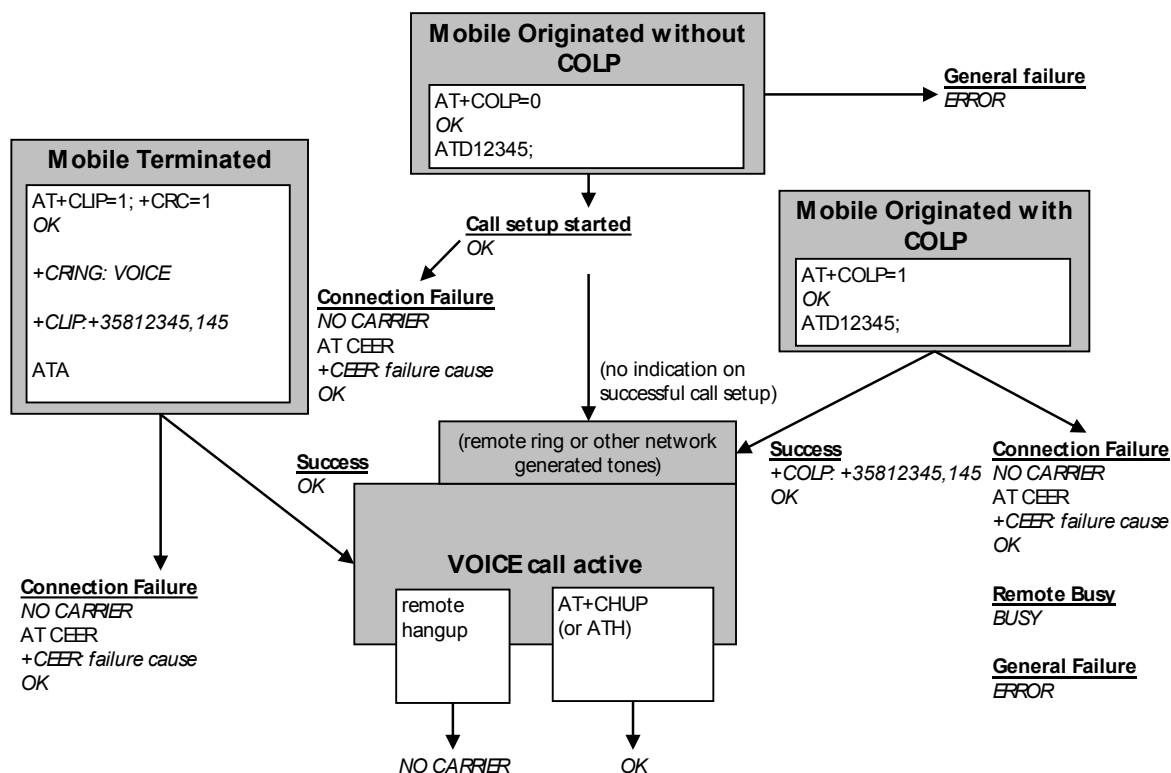 Mobile Originated without
COLP
AT+COLP=0
OK
ATD12345;
General failure
ERROR
Mobile Terminated
AT+CLIP=1; +CRC=1
OK
+CRING: VOICE
+CLIP:+35812345,145
ATA
Call setup started
OK
Mobile Originated with
COLP
AT+COLP=1
OK
ATD12345;
Connection Failure
NO CARRIER
AT CEER
+CEER: failure cause
OK
(no indication on
successful call setup)
(remote ring or other network
generated tones)
Success
OK
Success
+COLP: +35812345,145
OK
Connection Failure
NO CARRIER
AT CEER
+CEER: failure cause
OK
Remote Busy
BUSY
General Failure
ERROR
VOICE call active
remote
hangup
AT+CHUP
(or ATH)
Connection Failure
NO CARRIER
AT CEER
+CEER: failure cause
OK
NO CARRIER
OK